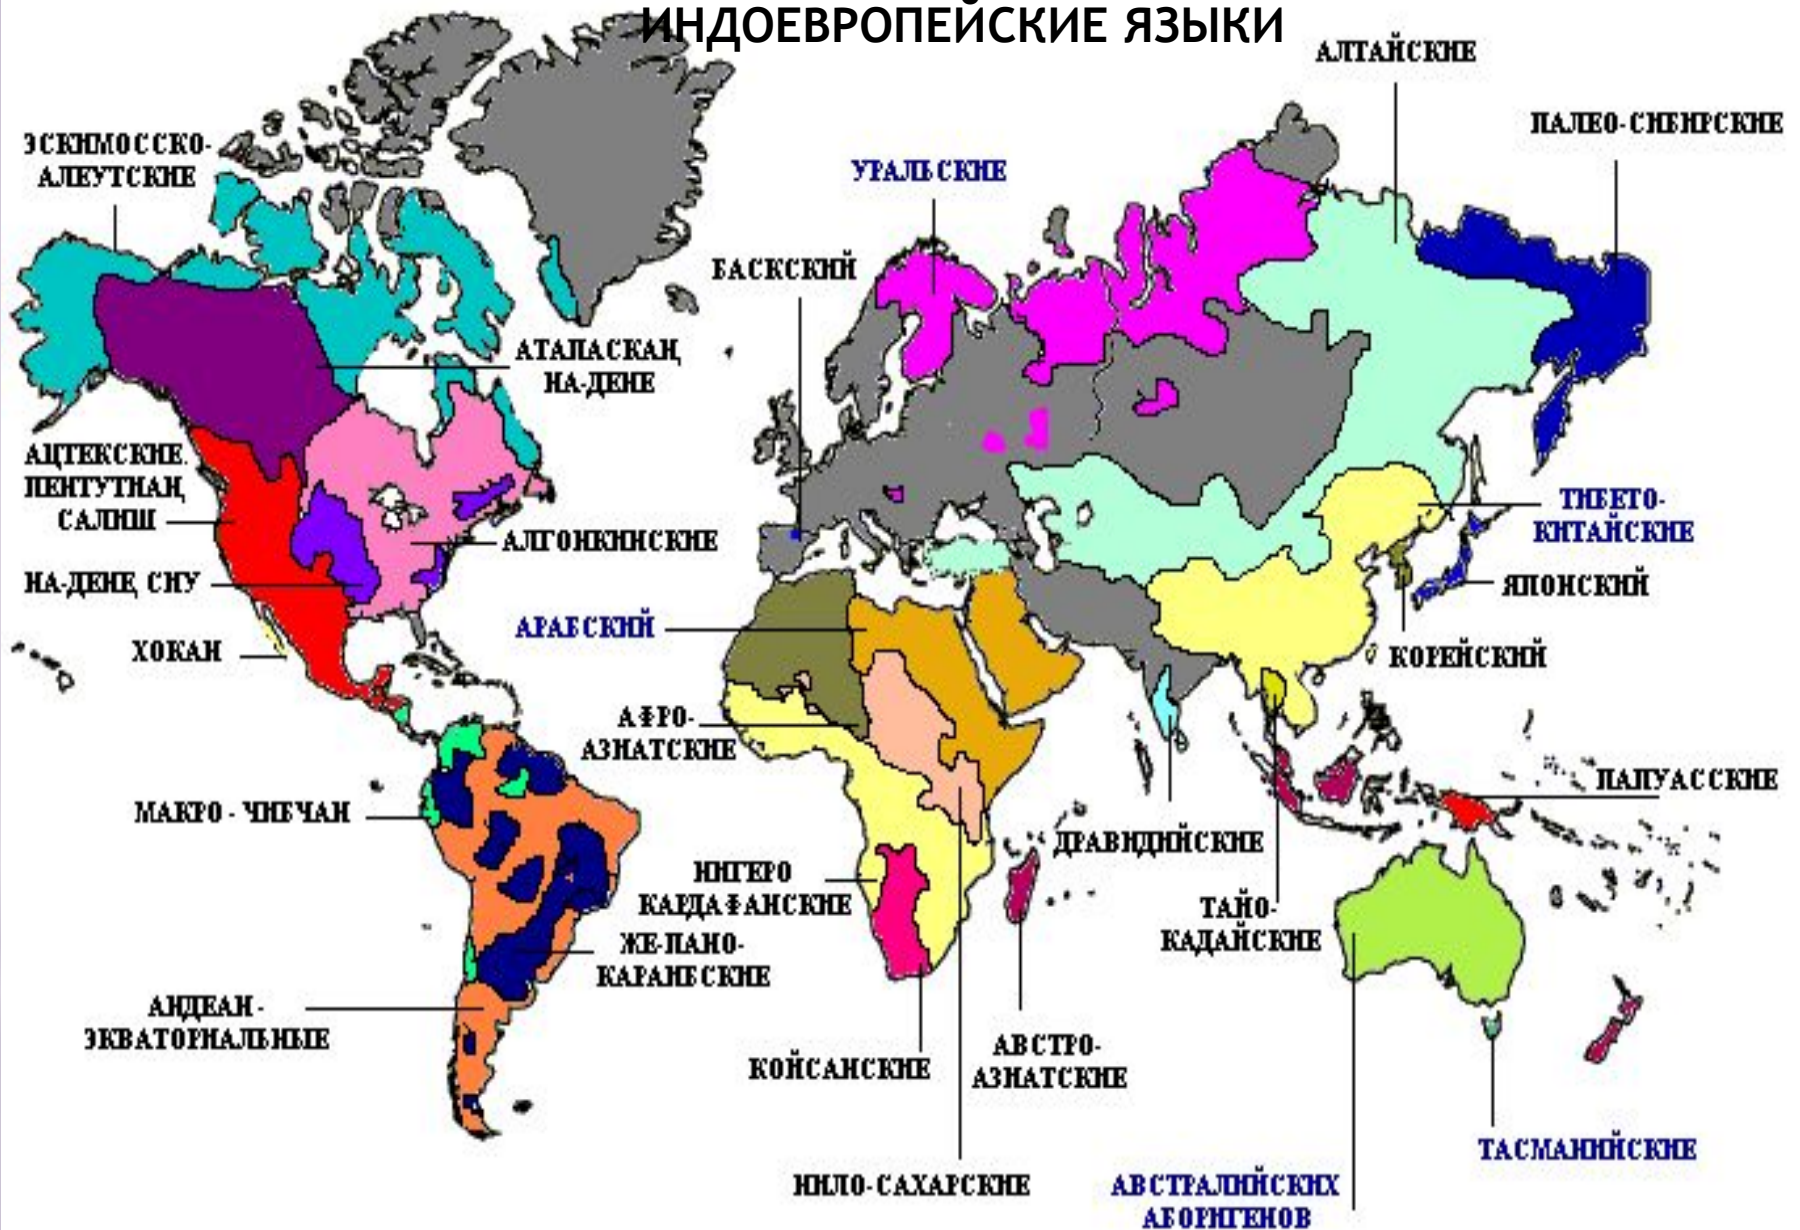 ИНДОЕВРОПЕЙСКИЕ ЯЗЫКИ
АЛТАЙСКИЕ
ПАЛЕО-СИБИРСКИЕ
ЭСКИМОССКО-
АЛЕУТСКИЕ
УРАЛЬСКИЕ
БАСКСКИЙ
АТАПАСКАН,
НА-ДЕНЕ
АЦТЕКСКИЕ.
ПЕНТУТИАН,
САЛИШ
ТИБЕТО-
КИТАЙСКИЕ
АЛГОНКИНСКИЕ
НА-ДЕНЕ, СИУ
ЯПОНСКИЙ
АРАБСКИЙ
ХОКАН
КОРЕЙСКИЙ
АФРО-
АЗИАТСКИЕ
ПАПУАССКИЕ
МАКРО - ЧИБЧАН
ДРАВИДИЙСКИЕ
НИГЕРО
КАРДАФАНСКИЕ
ТАЙО-
КАДАЙСКИЕ
ЖЕ-ПАНО-
КАРАИБСКИЕ
АНДЕАН -
ЭКВАТОРИАЛЬНЫЕ
КОЙСАНСКИЕ
АВСТРО-
АЗИАТСКИЕ
ТАСМАНИЙСКИЕ
НИЛО-САХАРСКИЕ
АВСТРАЛИЙСКИХ
АБОРИГЕНОВ